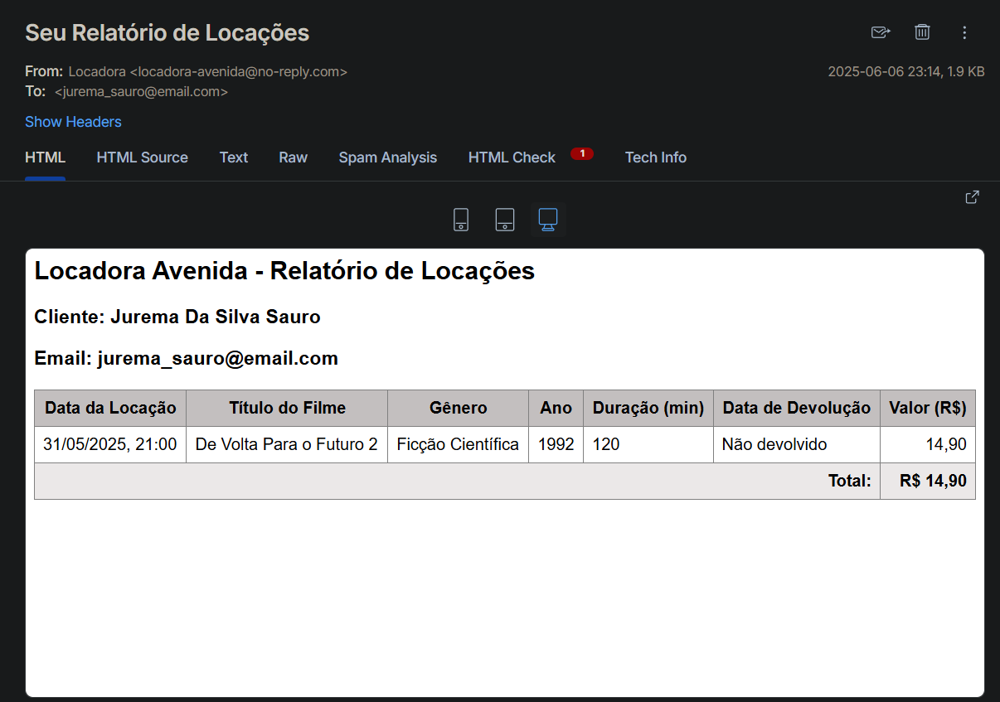 Seu Relatório de Locações
From: Locadora <locadora-avenida@no-reply.com>
2025-06-06 23:14, 1.9 KB
To: <jurema_sauro@email.com>
Show Headers
HTML HTML Source Text Raw Spam Analysis HTML Check 1 Tech Info
Locadora Avenida - Relatório de Locações
Cliente: Jurema Da Silva Sauro
Email: jurema_sauro@email.com
Data da Locação Título do Filme Gênero Ano Duração (min) Data de Devolução Valor (R$)
31/05/2025, 21:00 De Volta Para o Futuro 2 Ficção Científica 1992 120 Não devolvido 14,90
Total: R$ 14,90